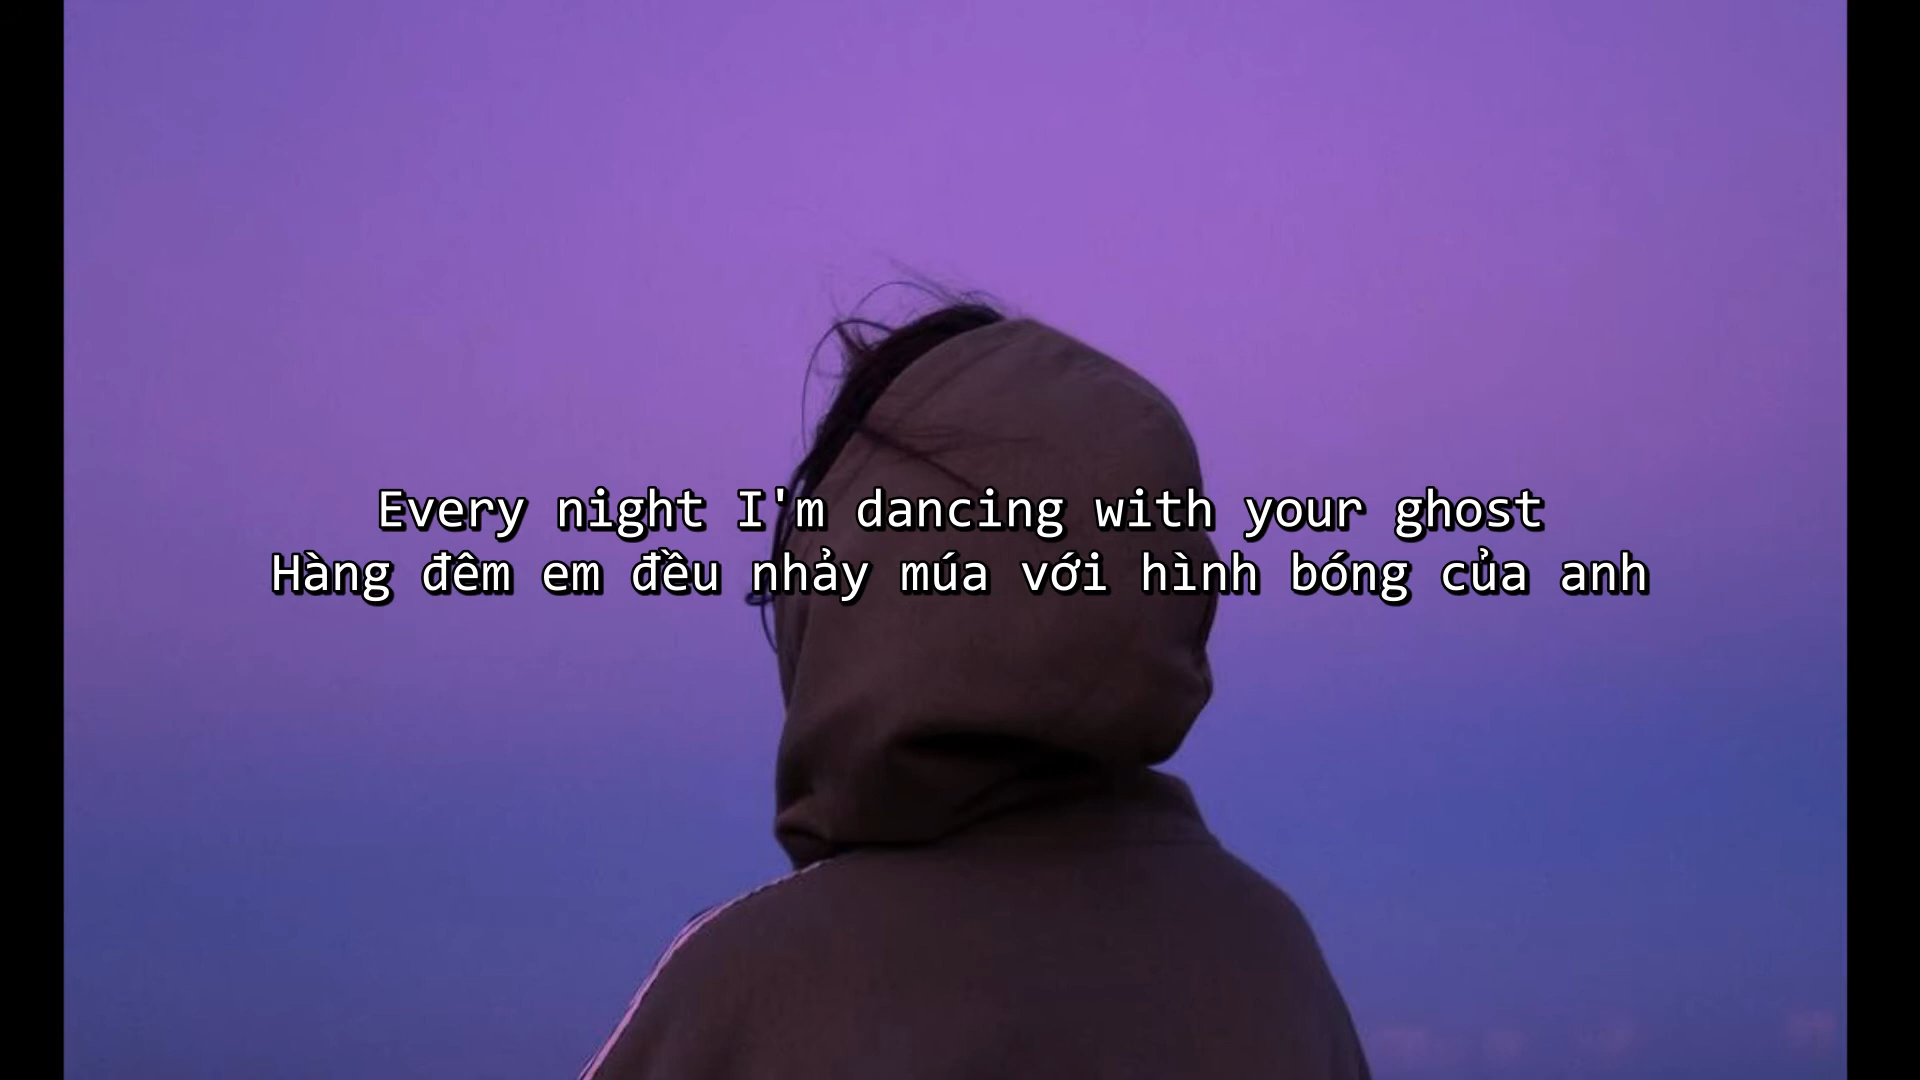 Every night I'm dancing with your ghost
Hàng đêm em đều nhảy múa với hình bóng của anh